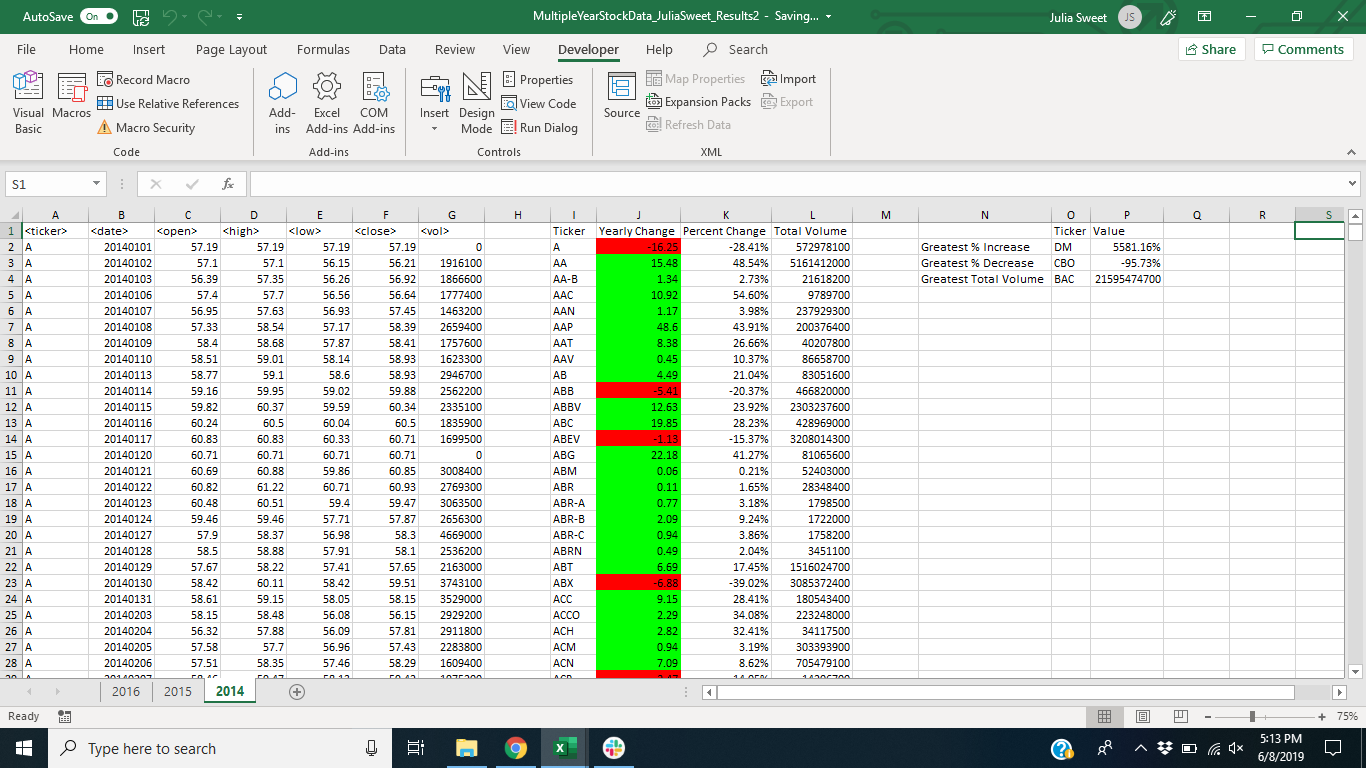 AutoSave On MultipleYearStockData_JuliaSweet_Results2 - Saving... Julia Sweet JS
File Home Insert Page Layout Formulas Data Review View Developer Help Search Share Comments
Visual Basic
Macros
Record Macro
Use Relative References
Macro Security
Code
Add-ins
Excel Add-ins
COM Add-ins
Add-ins
Insert
Design Mode
Properties
View Code
Run Dialog
Controls
Source
Map Properties
Expansion Packs
Refresh Data
Import
Export
XML
S1 fx
A B C D E F G H I J K L M N O P Q R S
1 <ticker> <date> <open> <high> <low> <close> <vol> Ticker Yearly Change Percent Change Total Volume Ticker Value
2 A 20140101 57.19 57.19 57.19 57.19 0 A -16.25 -28.41% 572978100 Greatest % Increase DM 5581.16%
3 A 20140102 57.1 57.1 56.15 56.21 1916100 AA 15.48 48.54% 5161412000 Greatest % Decrease CBO -95.73%
4 A 20140103 56.39 57.35 56.26 56.92 1866600 AA-B 1.34 2.73% 21618200 Greatest Total Volume BAC 21595474700
5 A 20140106 57.4 57.7 56.56 56.64 1777400 AAC 10.92 54.60% 9789700
6 A 20140107 56.95 57.63 56.93 57.45 1463200 AAN 1.17 3.98% 237929300
7 A 20140108 57.33 58.54 57.17 58.39 2659400 AAP 48.6 43.91% 200376400
8 A 20140109 58.4 58.68 57.87 58.41 1757600 AAT 8.38 26.66% 40207800
9 A 20140110 58.51 59.01 58.14 58.93 1623300 AAV 0.45 10.37% 86658700
10 A 20140113 58.77 59.1 58.6 58.93 2946700 AB 4.49 21.04% 83051600
11 A 20140114 59.16 59.95 59.02 59.88 2562200 ABB -5.41 -20.37% 466820000
12 A 20140115 59.82 60.37 59.59 60.34 2335100 ABBV 12.63 23.92% 2303237600
13 A 20140116 60.24 60.5 60.04 60.5 1835900 ABC 19.85 28.23% 428969000
14 A 20140117 60.83 60.83 60.33 60.71 1699500 ABEV -1.13 -15.37% 3208014300
15 A 20140120 60.71 60.71 60.71 60.71 0 ABG 22.18 41.27% 81065600
16 A 20140121 60.69 60.88 59.86 60.85 3008400 ABM 0.06 0.21% 52403000
17 A 20140122 60.82 61.22 60.71 60.93 2769300 ABR 0.11 1.65% 28348400
18 A 20140123 60.48 60.51 59.4 59.47 3063500 ABR-A 0.77 3.18% 1798500
19 A 20140124 59.46 59.46 57.71 57.87 2656300 ABR-B 2.09 9.24% 1722000
20 A 20140127 57.9 58.37 56.98 58.3 4669000 ABR-C 0.94 3.86% 1758200
21 A 20140128 58.5 58.88 57.91 58.1 2536200 ABRN 0.49 2.04% 3451100
22 A 20140129 57.67 58.22 57.41 57.65 2163000 ABT 6.69 17.45% 1516024700
23 A 20140130 58.42 60.11 58.42 59.51 3743100 ABX -6.88 -39.02% 3085372400
24 A 20140131 58.61 59.15 58.05 58.15 3529000 ACC 9.15 28.41% 180543400
25 A 20140203 58.15 58.48 56.08 56.15 2929200 ACCO 2.29 34.08% 223248000
26 A 20140204 56.32 57.88 56.09 57.81 2911800 ACH 2.82 32.41% 34117500
27 A 20140205 57.58 57.7 56.96 57.43 2283800 ACM 0.94 3.19% 303393900
28 A 20140206 57.51 58.35 57.46 58.29 1609400 ACN 7.09 8.62% 705479100
2016 2015 2014
Ready 75%
Type here to search
5:13 PM
6/8/2019